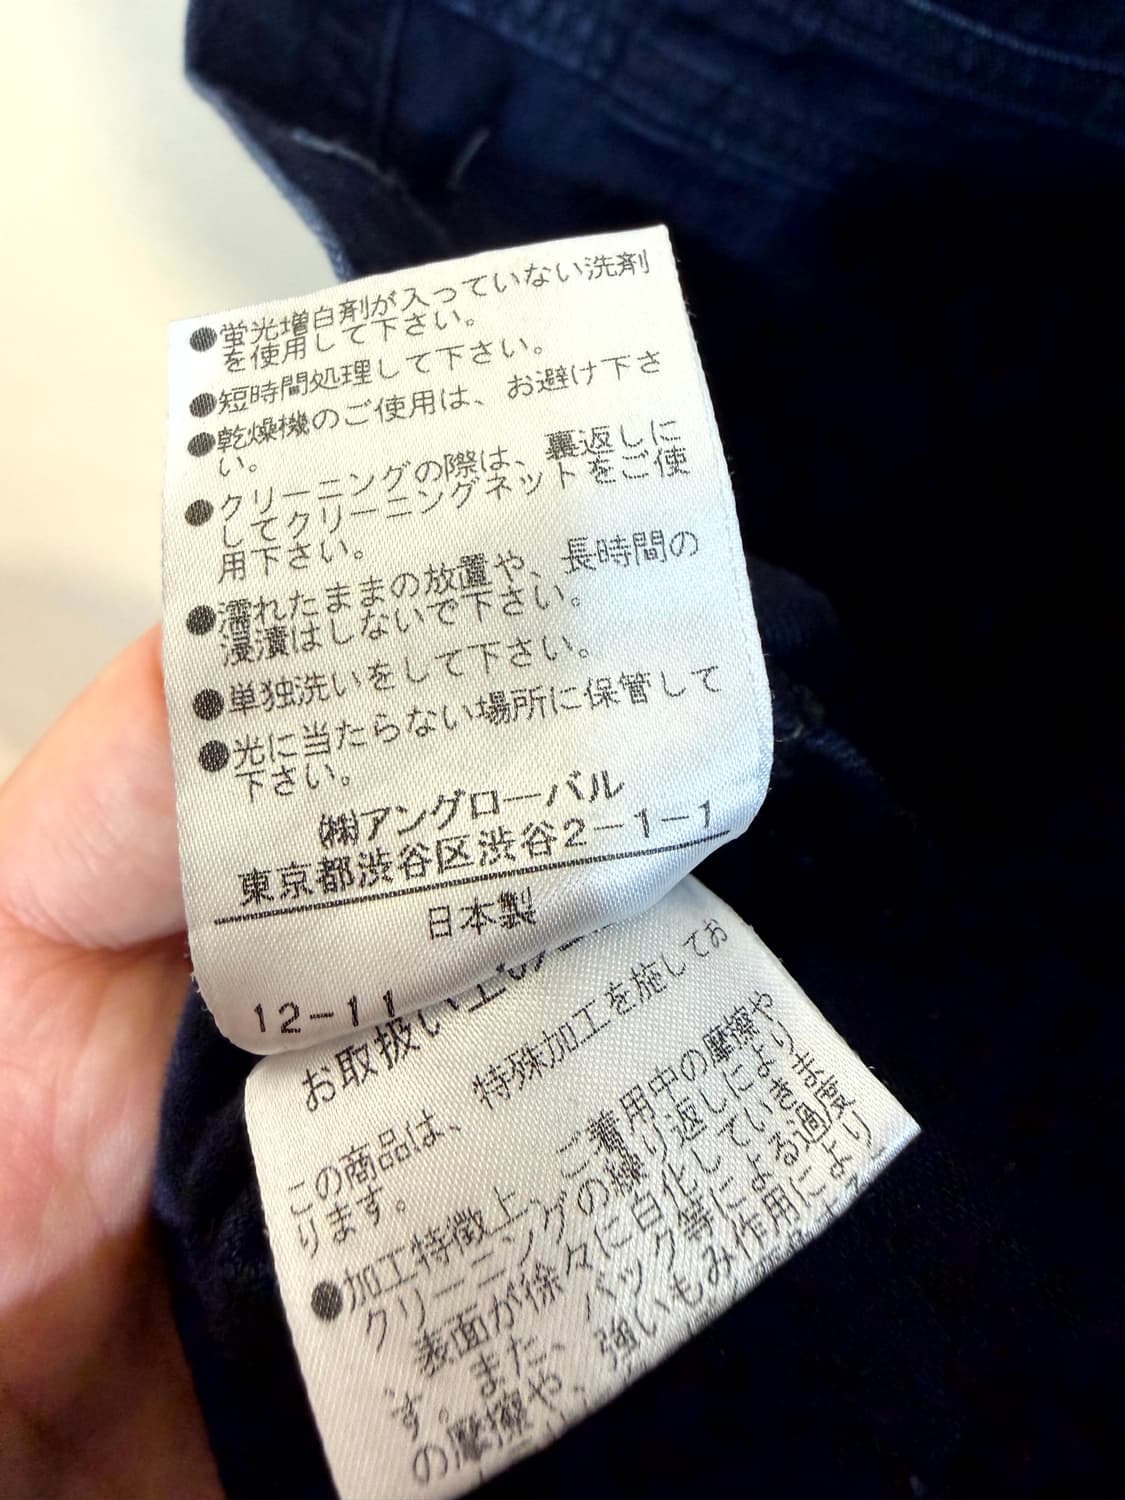 ●蛍光増白剤が入っていない洗剤
を使用して下さい。
●短時間処理して下さい。
●乾燥機のご使用は、お避け下さ
い。
●クリーニングの際は、裏返しに
してクリーニングネットをご使
用下さい。
●濡れたままの放置や、長時間の
浸漬はしないで下さい。
●単独洗いをして下さい。
●光に当たらない場所に保管して
下さい。
㈱アングローバル
東京都渋谷区渋谷2-1-1
日本製
12-11
お取扱い上の
この商品は、特殊加工を施してお
ります。
●加工特徴上、ご着用中の摩擦や
クリーニングの繰り返しにより
表面が徐々に白化していきま
す。また、バック等による過度
の摩擦や、強いもみ作用により